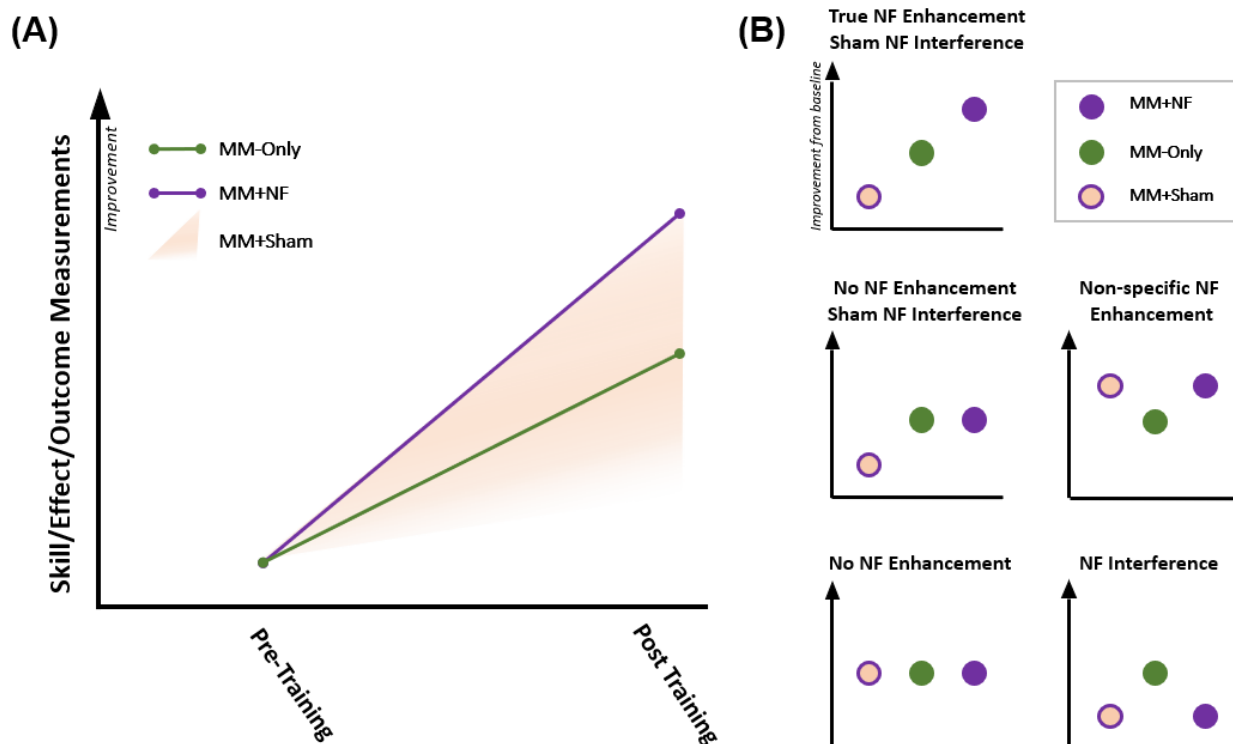 (A)
Skill/Effect/Outcome Measurements
Improvement
MM-Only
MM+NF
MM+Sham
Pre-Training
Post Training
(B)
True NF Enhancement
Sham NF Interference
Improvement from baseline
MM+NF
MM-Only
MM+Sham
No NF Enhancement
Sham NF Interference
Non-specific NF
Enhancement
No NF Enhancement
NF Interference